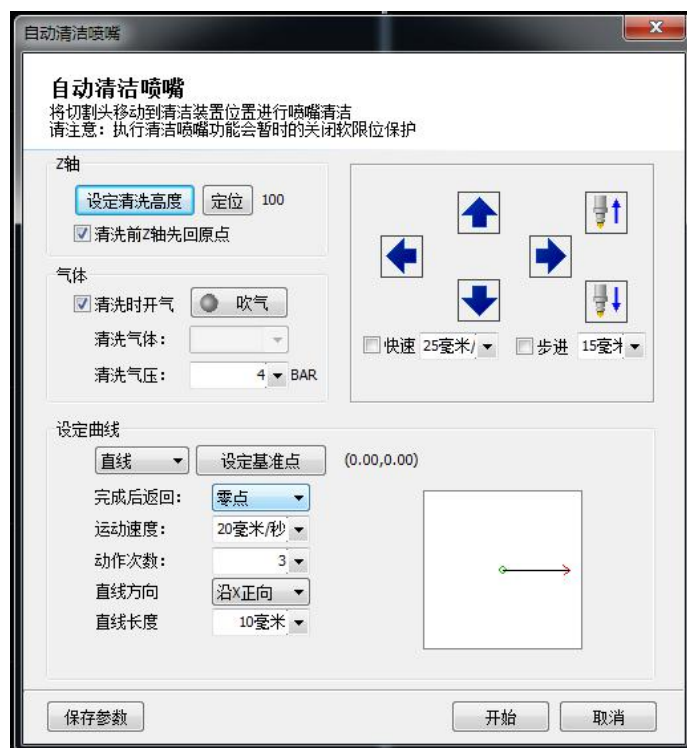 自动清洁喷嘴
自动清洁喷嘴
将切割头移动到清洁装置位置进行喷嘴清洁
请注意：执行清洁喷嘴功能会暂时的关闭软限位保护
Z轴
设定清洗高度 定位 100
清洗前Z轴先回原点
气体
清洗时开气 吹气
清洗气体：
清洗气压： 4 BAR
快速 25毫米/ 步进 15毫米
设定曲线
直线 设定基准点 (0.00,0.00)
完成后返回： 零点
运动速度： 20毫米/秒
动作次数： 3
直线方向 沿X正向
直线长度 10毫米
保存参数 开始 取消